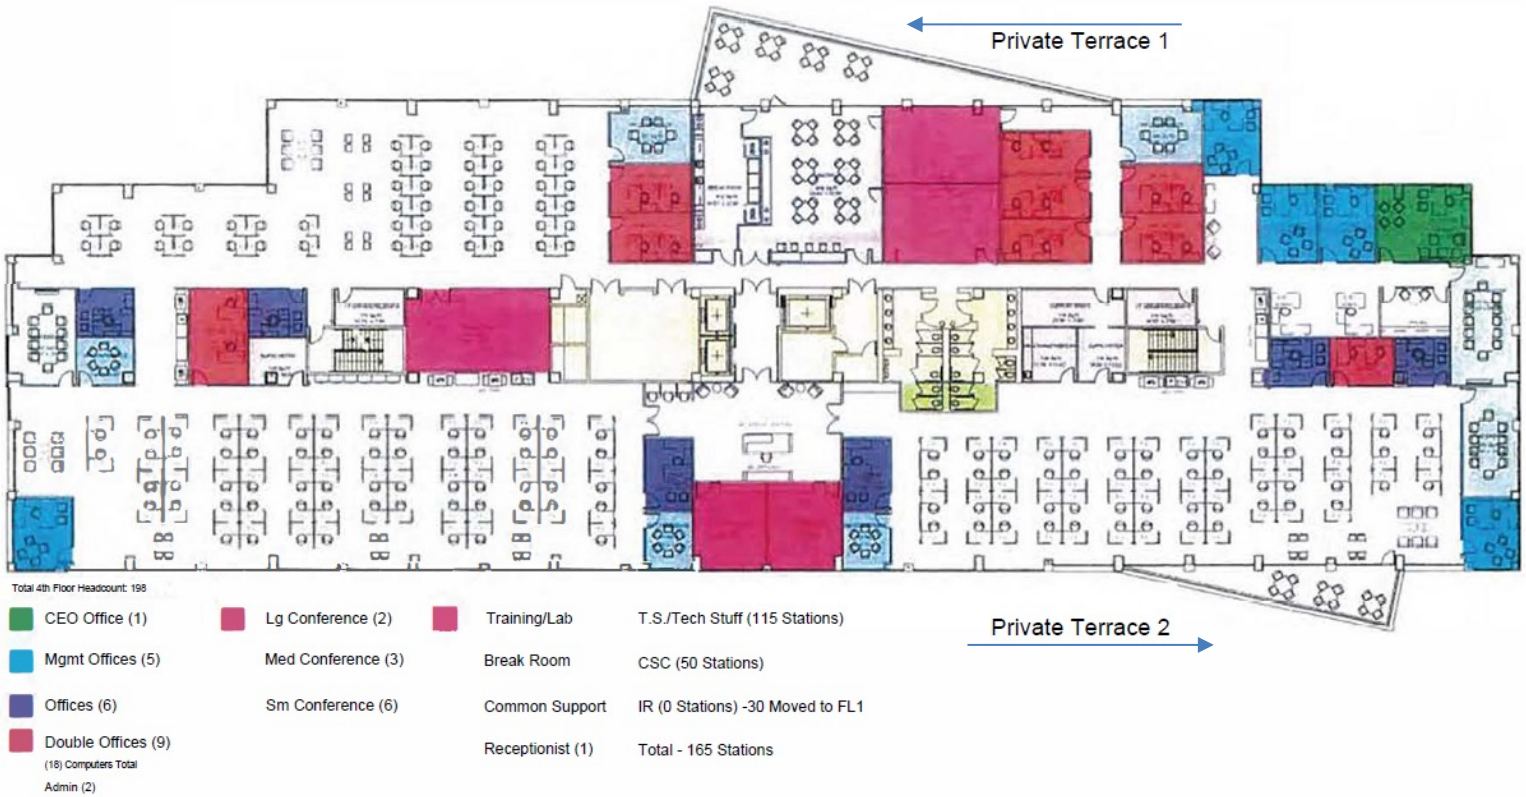 Private Terrace 1
Private Terrace 2
Total 4th Floor Headcount: 198
CEO Office (1)
Mgmt Offices (5)
Offices (6)
Double Offices (9)
(18) Computers Total
Admin (2)
Lg Conference (2)
Med Conference (3)
Sm Conference (6)
Training/Lab
Break Room
Common Support
Receptionist (1)
T.S./Tech Stuff (115 Stations)
CSC (50 Stations)
IR (0 Stations) -30 Moved to FL1
Total - 165 Stations